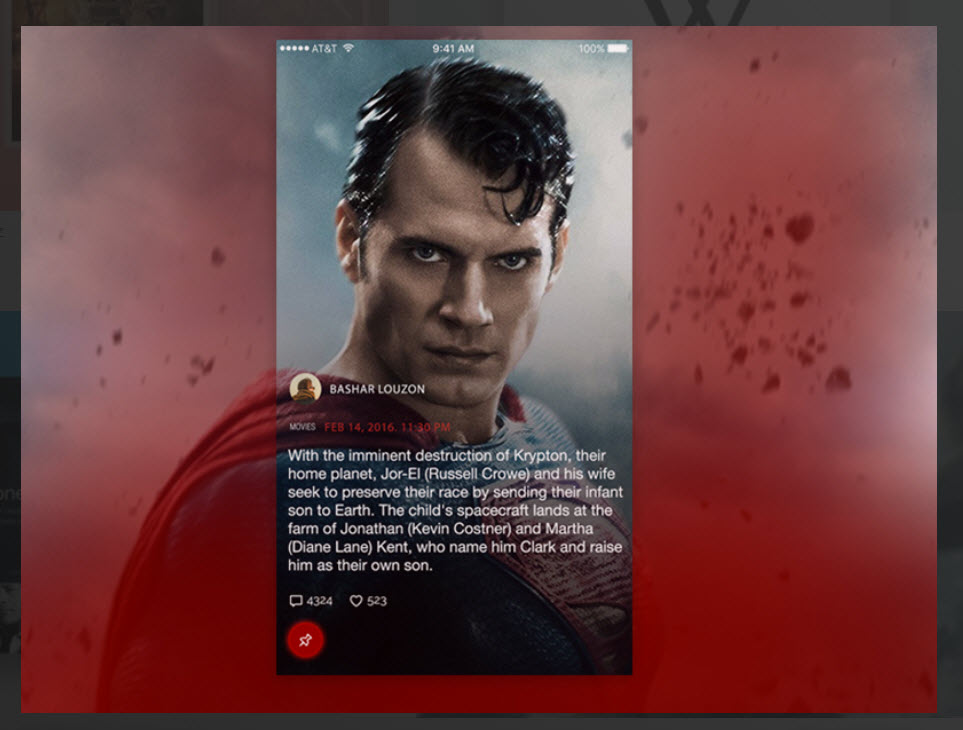 AT&T 9:41 AM 100%
BASHAR LOUZON
MOVIES FEB 14, 2016. 11:30 PM
With the imminent destruction of Krypton, their
home planet, Jor-El (Russell Crowe) and his wife
seek to preserve their race by sending their infant
son to Earth. The child's spacecraft lands at the
farm of Jonathan (Kevin Costner) and Martha
(Diane Lane) Kent, who name him Clark and raise
him as their own son.
4324 523